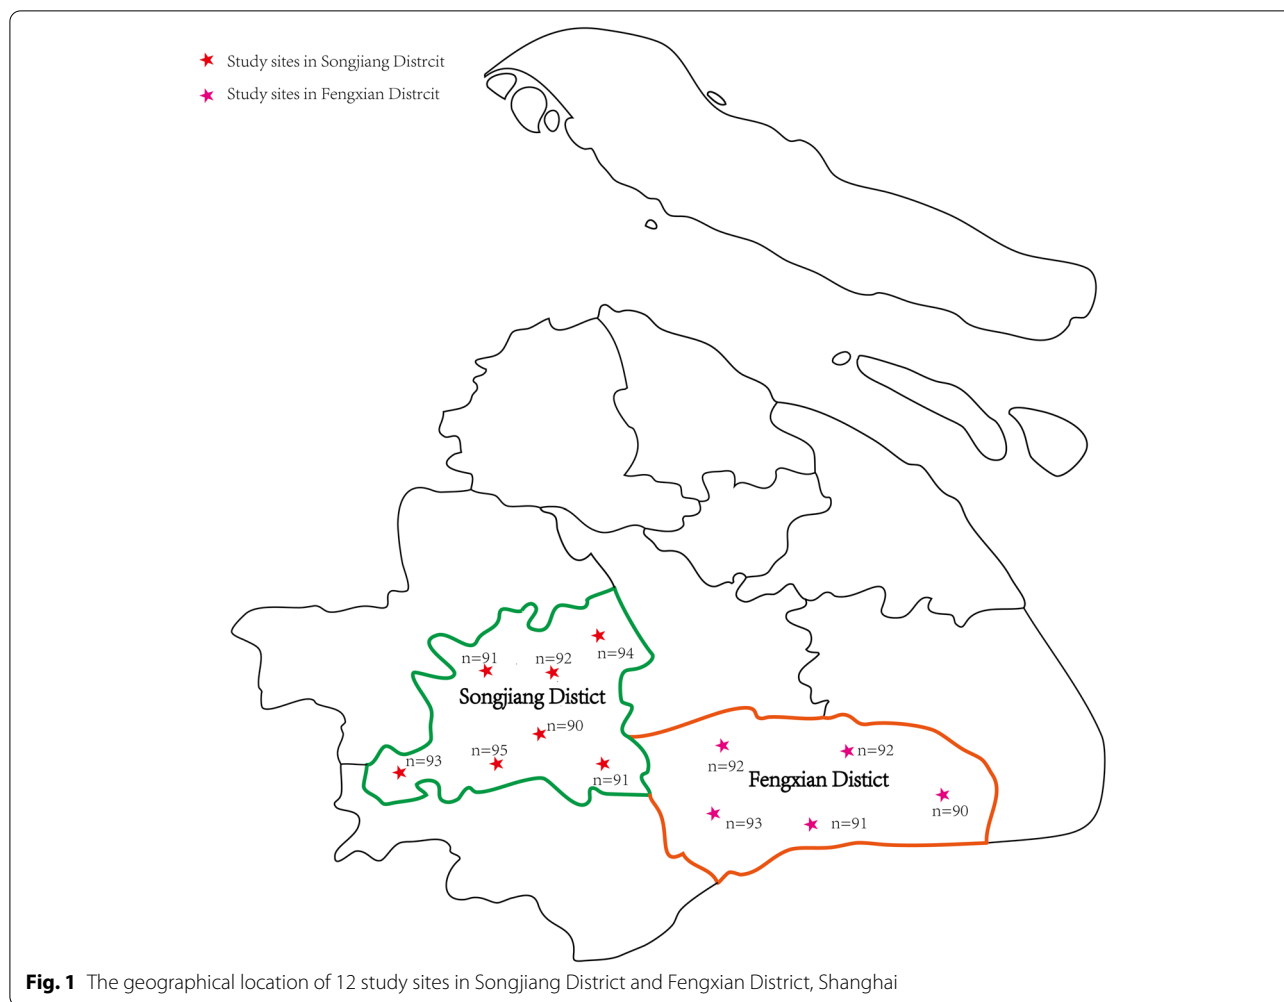 Study sites in Songjiang Distrcit
Study sites in Fengxian Distrcit
n=94
n=91
n=92
Songjiang Distict
n=90
n=95
n=93
n=91
n=92
n=92
Fengxian Distict
n=90
n=93
n=91
Fig. 1 The geographical location of 12 study sites in Songjiang District and Fengxian District, Shanghai